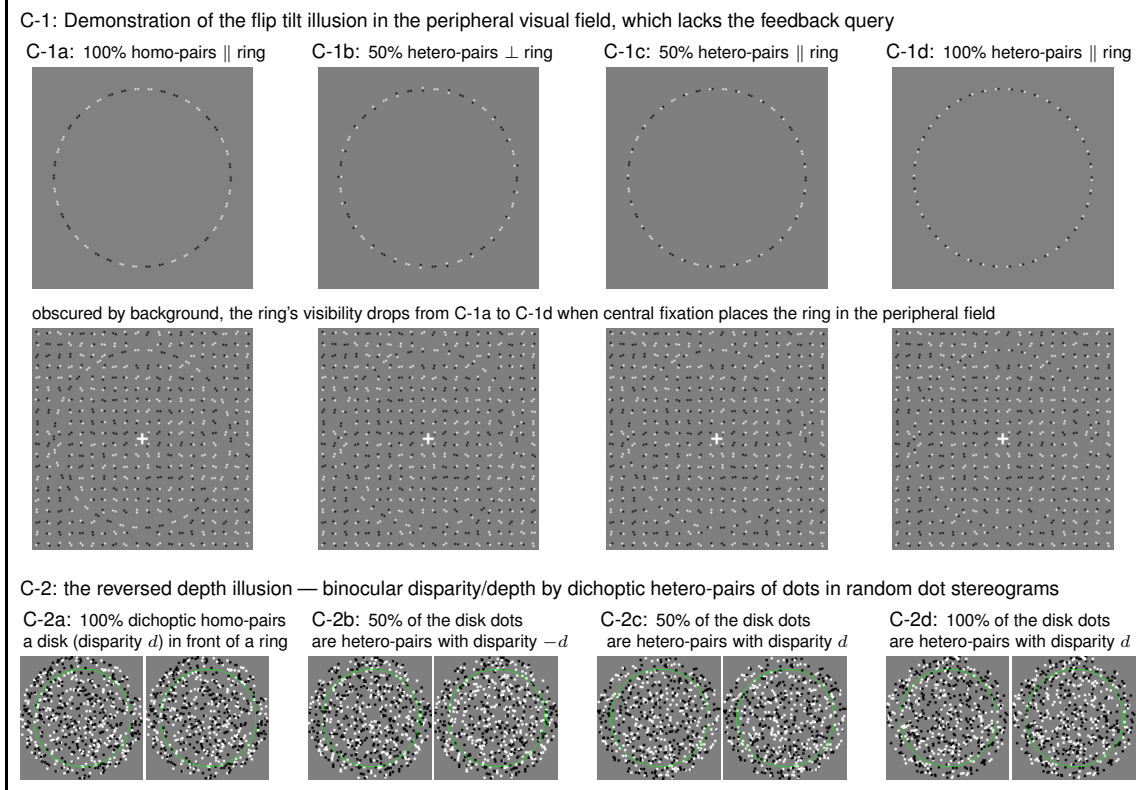 C-1: Demonstration of the flip tilt illusion in the peripheral visual field, which lacks the feedback query
C-1a: 100% homo-pairs ∥ ring
C-1b: 50% hetero-pairs ⊥ ring
C-1c: 50% hetero-pairs ∥ ring
C-1d: 100% hetero-pairs ∥ ring
obscured by background, the ring's visibility drops from C-1a to C-1d when central fixation places the ring in the peripheral field
C-2: the reversed depth illusion — binocular disparity/depth by dichoptic hetero-pairs of dots in random dot stereograms
C-2a: 100% dichoptic homo-pairs
a disk (disparity d) in front of a ring
C-2b: 50% of the disk dots
are hetero-pairs with disparity −d
C-2c: 50% of the disk dots
are hetero-pairs with disparity d
C-2d: 100% of the disk dots
are hetero-pairs with disparity d